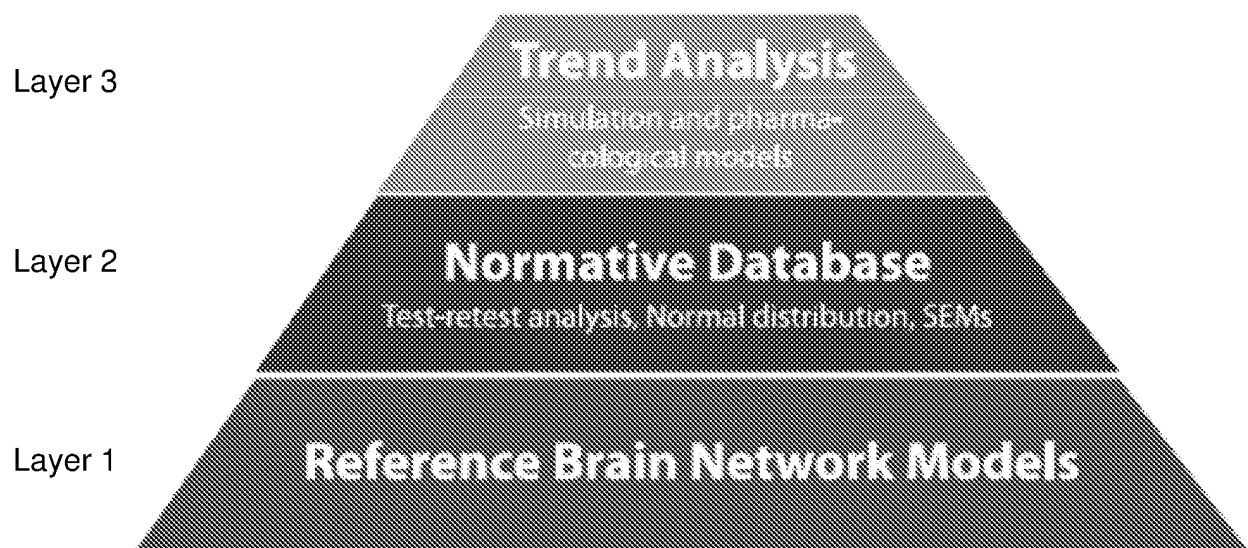 Layer 3
Trend Analysis
Simulation and pharma-
cological models
Layer 2
Normative Database
Test-retest analysis, Normal distribution, SEMs
Layer 1
Reference Brain Network Models